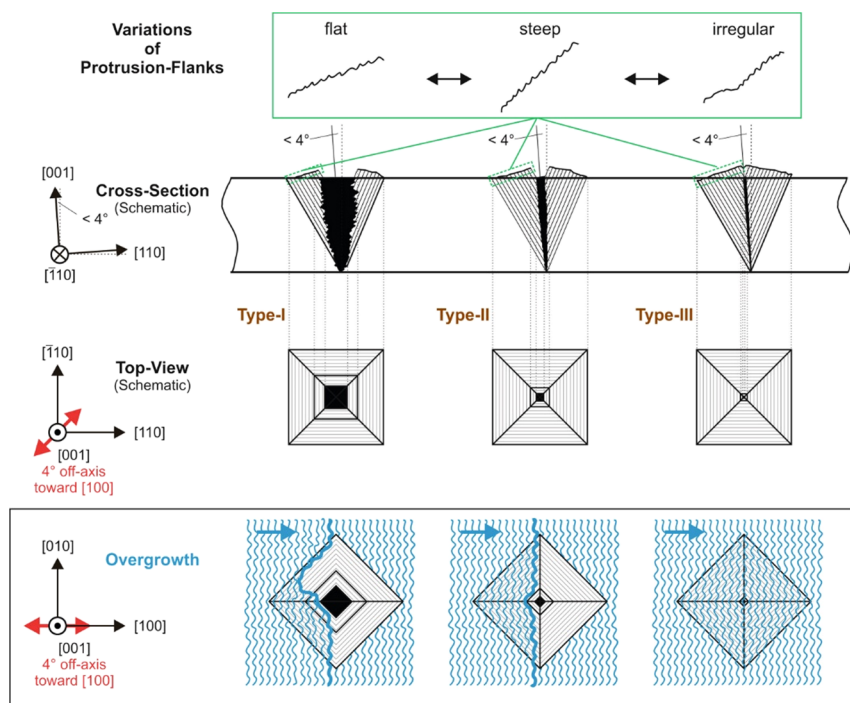 Variations
of
Protrusion-Flanks
flat
steep
irregular
< 4°
< 4°
< 4°
[001]
< 4°
Cross-Section
(Schematic)
[110]
[1̄10]
Type-I
Type-II
Type-III
[1̄10]
Top-View
(Schematic)
[110]
[001]
4° off-axis
toward [100]
[010]
Overgrowth
[100]
[001]
4° off-axis
toward [100]